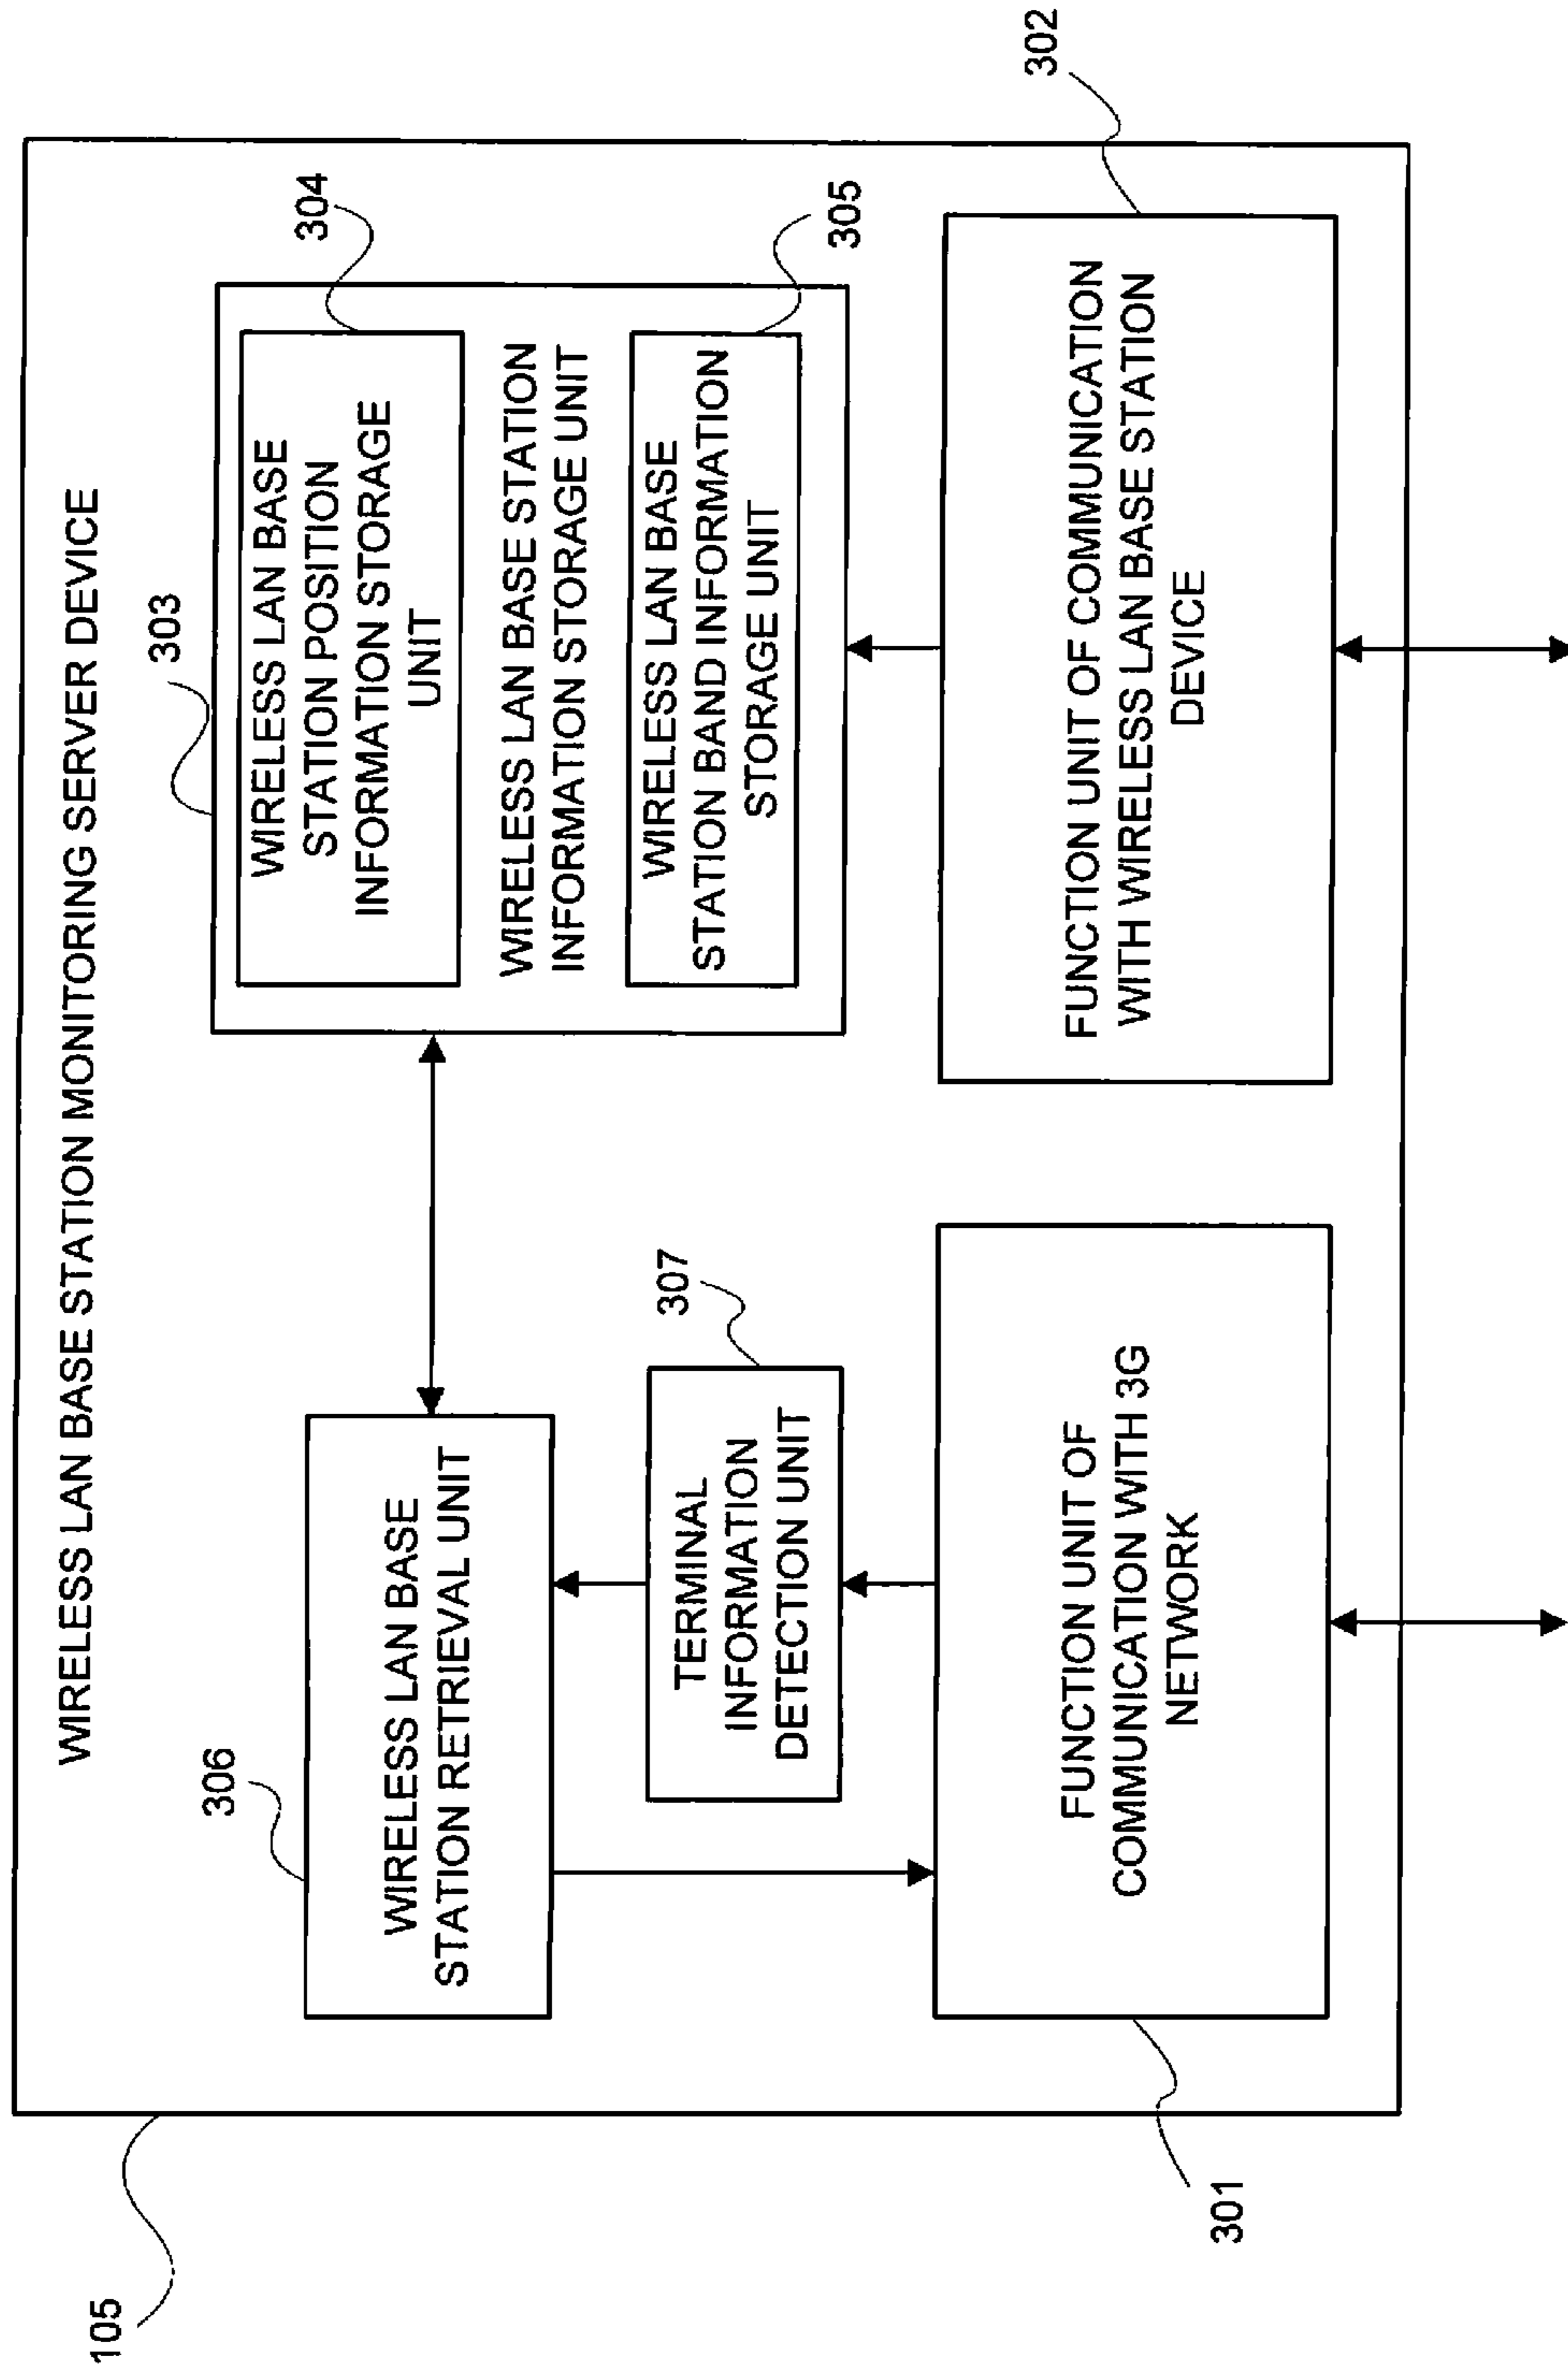 105
WIRELESS LAN BASE STATION MONITORING SERVER DEVICE
306
WIRELESS LAN BASE
STATION RETRIEVAL UNIT
303
304
WIRELESS LAN BASE
STATION POSITION
INFORMATION STORAGE
UNIT
WIRELESS LAN BASE STATION
INFORMATION STORAGE UNIT
305
WIRELESS LAN BASE
STATION BAND INFORMATION
STORAGE UNIT
307
TERMINAL
INFORMATION
DETECTION UNIT
301
FUNCTION UNIT OF
COMMUNICATION WITH 3G
NETWORK
302
FUNCTION UNIT OF COMMUNICATION
WITH WIRELESS LAN BASE STATION
DEVICE